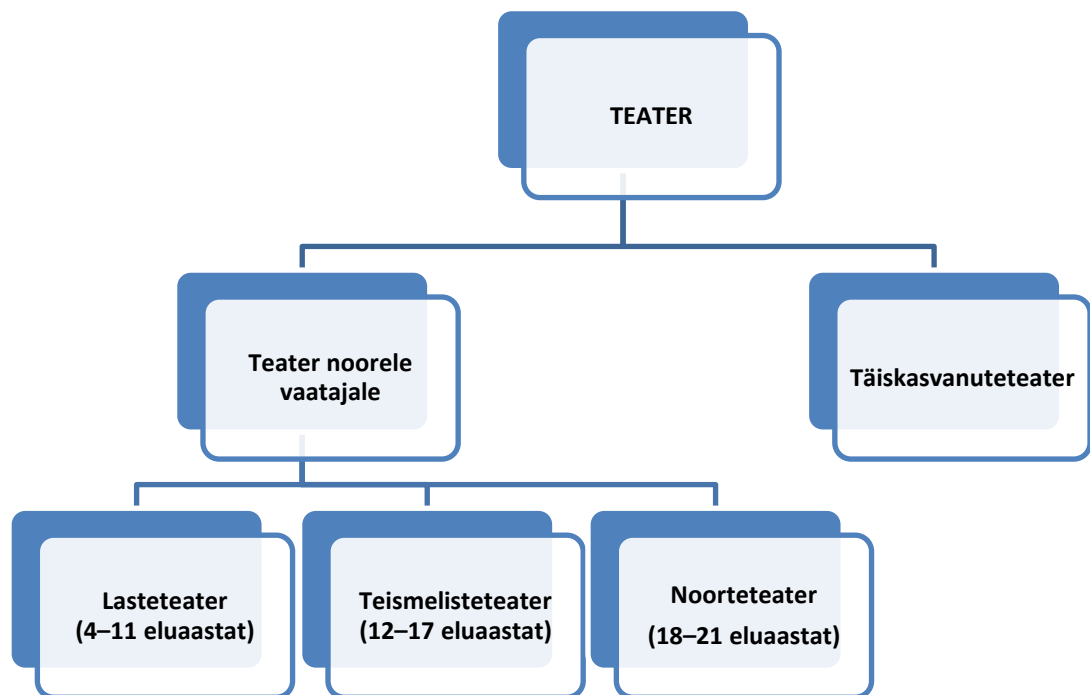 TEATER
Teater noorele
vaatajale
Täiskasvanuteteater
Lasteteater
(4–11 eluaastat)
Teismelisteteater
(12–17 eluaastat)
Noorteteater
(18–21 eluaastat)